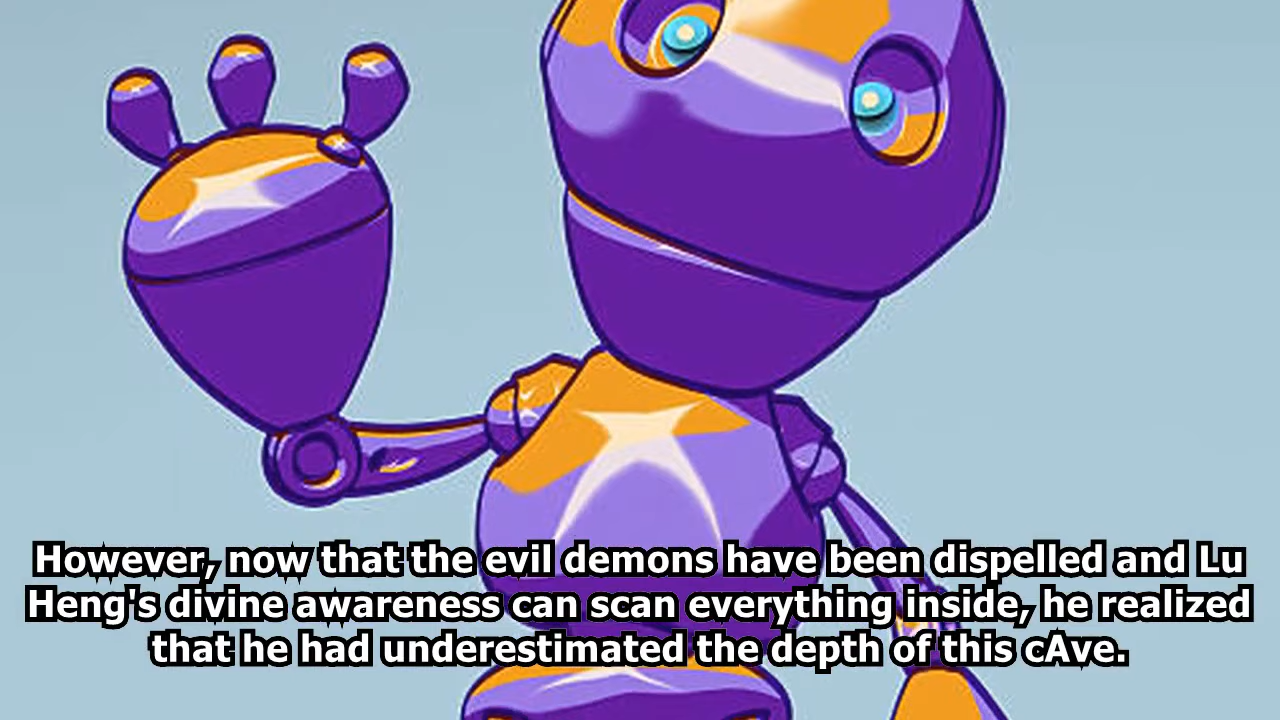 However, now that the evil demons have been dispelled and Lu
Heng's divine awareness can scan everything inside, he realized
that he had underestimated the depth of this cAve.